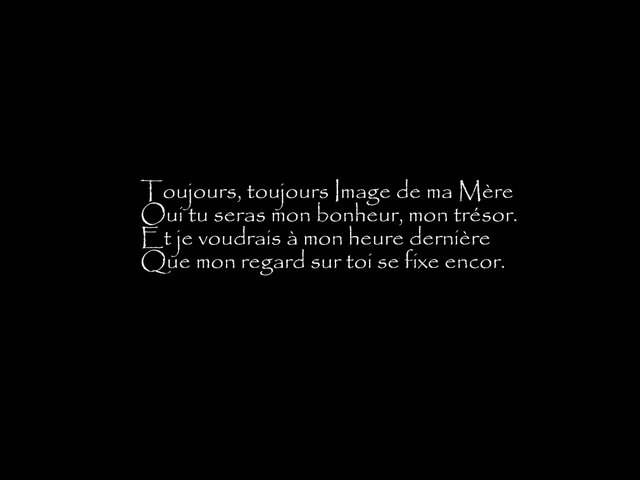 Toujours, toujours Image de ma Mère
Oui tu seras mon bonheur, mon trésor.
Et je voudrais à mon heure dernière
Que mon regard sur toi se fixe encor.